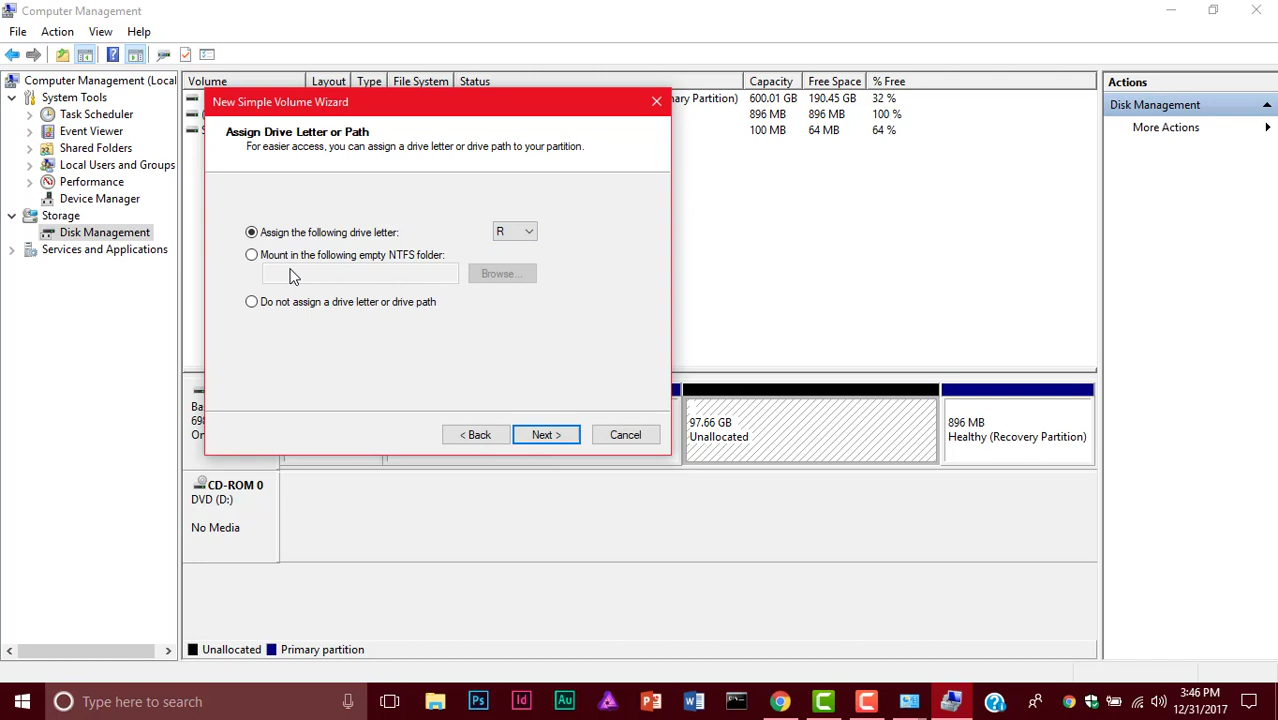 Computer Management
File Action View Help
Computer Management (Local
System Tools
Task Scheduler
Event Viewer
Shared Folders
Local Users and Groups
Performance
Device Manager
Storage
Disk Management
Services and Applications
Volume Layout Type File System Status Capacity Free Space % Free
ary Partition) 600.01 GB 190.45 GB 32 %
896 MB 896 MB 100 %
100 MB 64 MB 64 %
New Simple Volume Wizard
Assign Drive Letter or Path
For easier access, you can assign a drive letter or drive path to your partition.
Assign the following drive letter: R
Mount in the following empty NTFS folder:
Browse...
Do not assign a drive letter or drive path
< Back Next > Cancel
Actions
Disk Management
More Actions
Ba
698
On
97.66 GB
Unallocated
896 MB
Healthy (Recovery Partition)
CD-ROM 0
DVD (D:)
No Media
Unallocated Primary partition
Type here to search
Ps Id Au
3:46 PM
12/31/2017